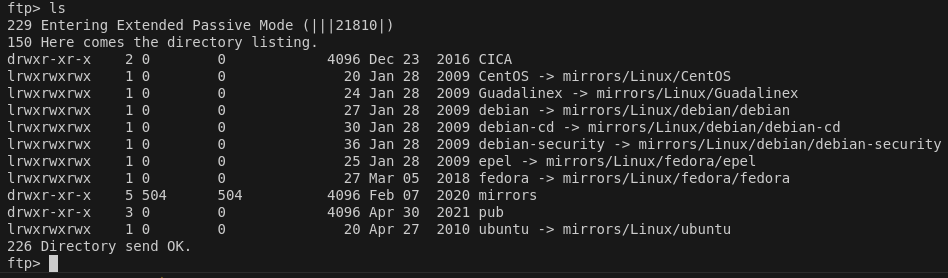 ftp> ls
229 Entering Extended Passive Mode (|||21810|)
150 Here comes the directory listing.
drwxr-xr-x    2 0        0            4096 Dec 23  2016 CICA
lrwxrwxrwx    1 0        0              20 Jan 28  2009 CentOS -> mirrors/Linux/CentOS
lrwxrwxrwx    1 0        0              24 Jan 28  2009 Guadalinex -> mirrors/Linux/Guadalinex
lrwxrwxrwx    1 0        0              27 Jan 28  2009 debian -> mirrors/Linux/debian/debian
lrwxrwxrwx    1 0        0              30 Jan 28  2009 debian-cd -> mirrors/Linux/debian/debian-cd
lrwxrwxrwx    1 0        0              36 Jan 28  2009 debian-security -> mirrors/Linux/debian/debian-security
lrwxrwxrwx    1 0        0              25 Jan 28  2009 epel -> mirrors/Linux/fedora/epel
lrwxrwxrwx    1 0        0              27 Mar 05  2018 fedora -> mirrors/Linux/fedora/fedora
drwxr-xr-x    5 504      504          4096 Feb 07  2020 mirrors
drwxr-xr-x    3 0        0            4096 Apr 30  2021 pub
lrwxrwxrwx    1 0        0              20 Apr 27  2010 ubuntu -> mirrors/Linux/ubuntu
226 Directory send OK.
ftp>